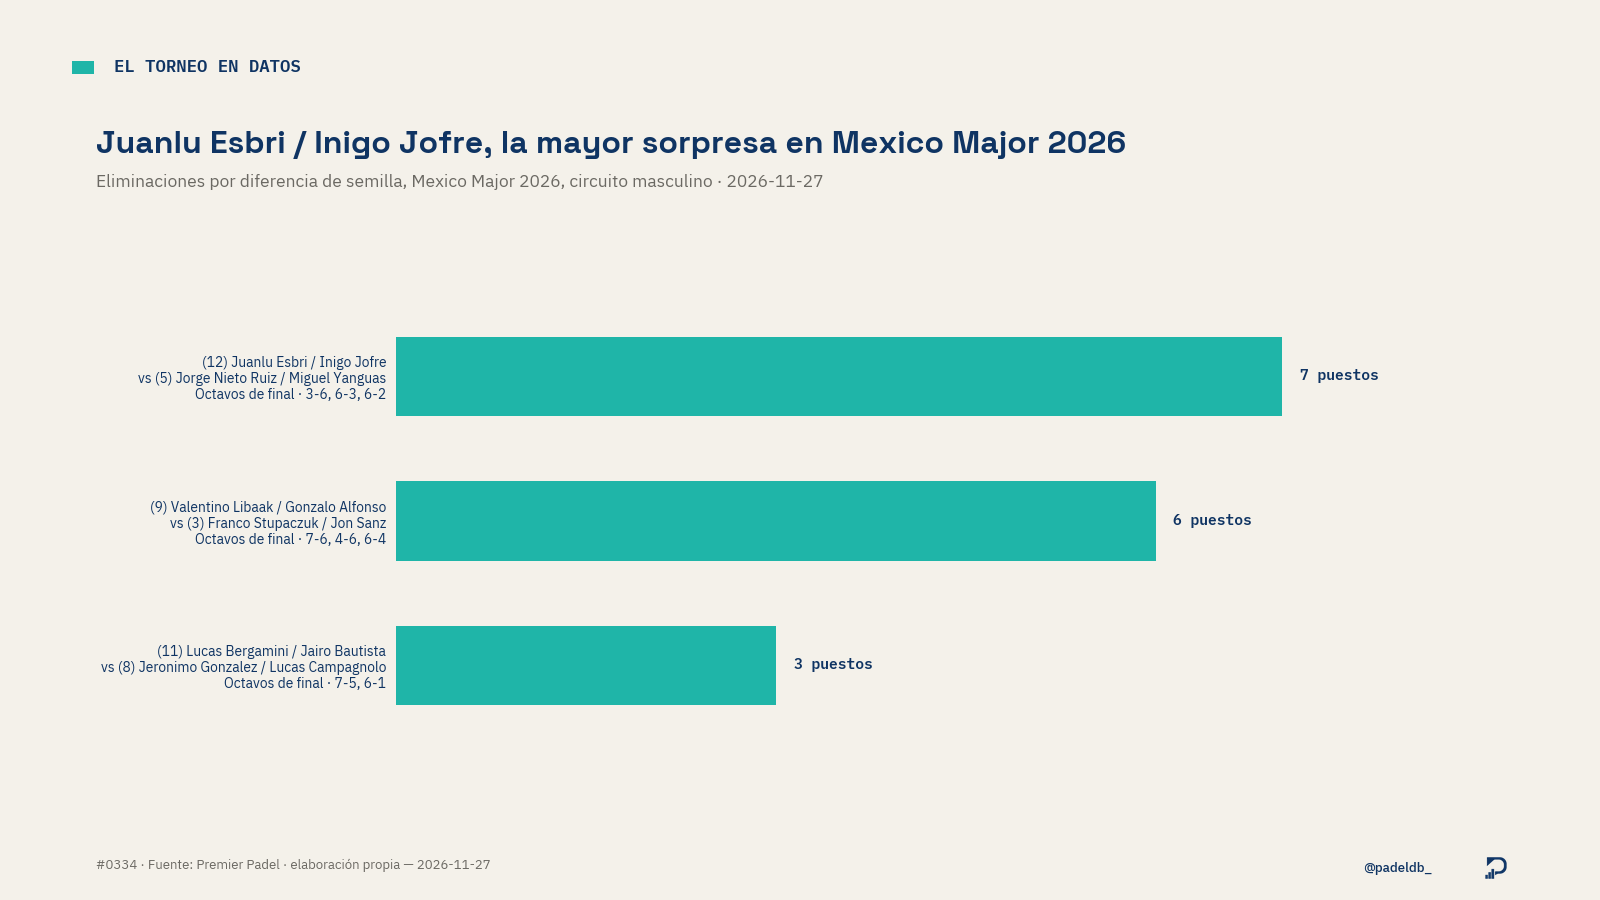 EL TORNEO EN DATOS
Juanlu Esbri / Inigo Jofre, la mayor sorpresa en Mexico Major 2026
Eliminaciones por diferencia de semilla, Mexico Major 2026, circuito masculino · 2026-11-27
(12) Juanlu Esbri / Inigo Jofre
vs (5) Jorge Nieto Ruiz / Miguel Yanguas
Octavos de final · 3-6, 6-3, 6-2
7 puestos
(9) Valentino Libaak / Gonzalo Alfonso
vs (3) Franco Stupaczuk / Jon Sanz
Octavos de final · 7-6, 4-6, 6-4
6 puestos
(11) Lucas Bergamini / Jairo Bautista
vs (8) Jeronimo Gonzalez / Lucas Campagnolo
Octavos de final · 7-5, 6-1
3 puestos
#0334 · Fuente: Premier Padel · elaboración propia — 2026-11-27
@padeldb_